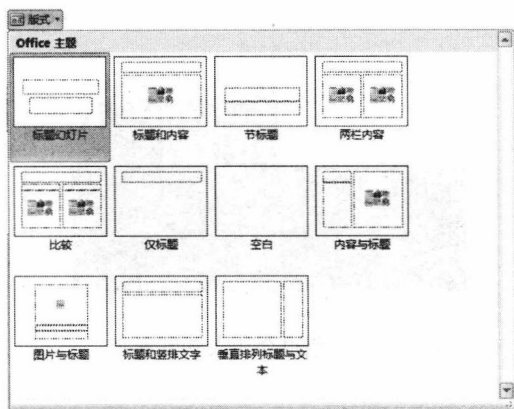 版式
Office 主题
标题幻灯片
标题和内容
节标题
两栏内容
比较
仅标题
空白
内容与标题
图片与标题
标题和竖排文字
垂直排列标题与文
本